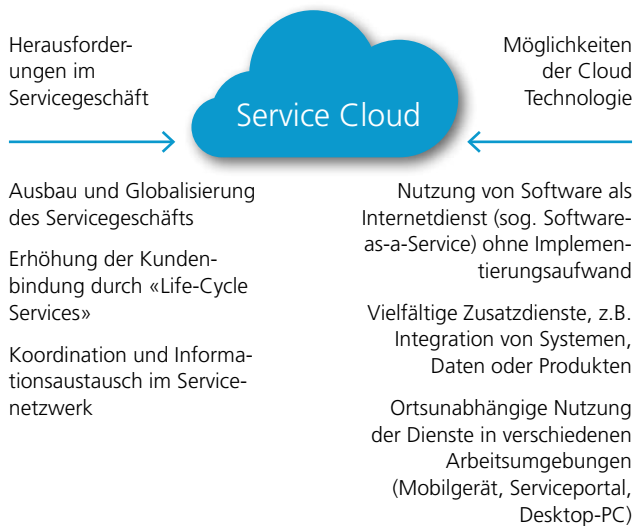 Herausforder-
ungen im
Servicegeschäft
Service Cloud
Möglichkeiten
der Cloud
Technologie
Ausbau und Globalisierung
des Servicegeschäfts
Erhöhung der Kunden-
bindung durch «Life-Cycle
Services»
Koordination und Informa-
tionsaustausch im Service-
netzwerk
Nutzung von Software als
Internetdienst (sog. Software-
as-a-Service) ohne Implemen-
tierungsaufwand
Vielfältige Zusatzdienste, z.B.
Integration von Systemen,
Daten oder Produkten
Ortsunabhängige Nutzung
der Dienste in verschiedenen
Arbeitsumgebungen
(Mobilgerät, Serviceportal,
Desktop-PC)